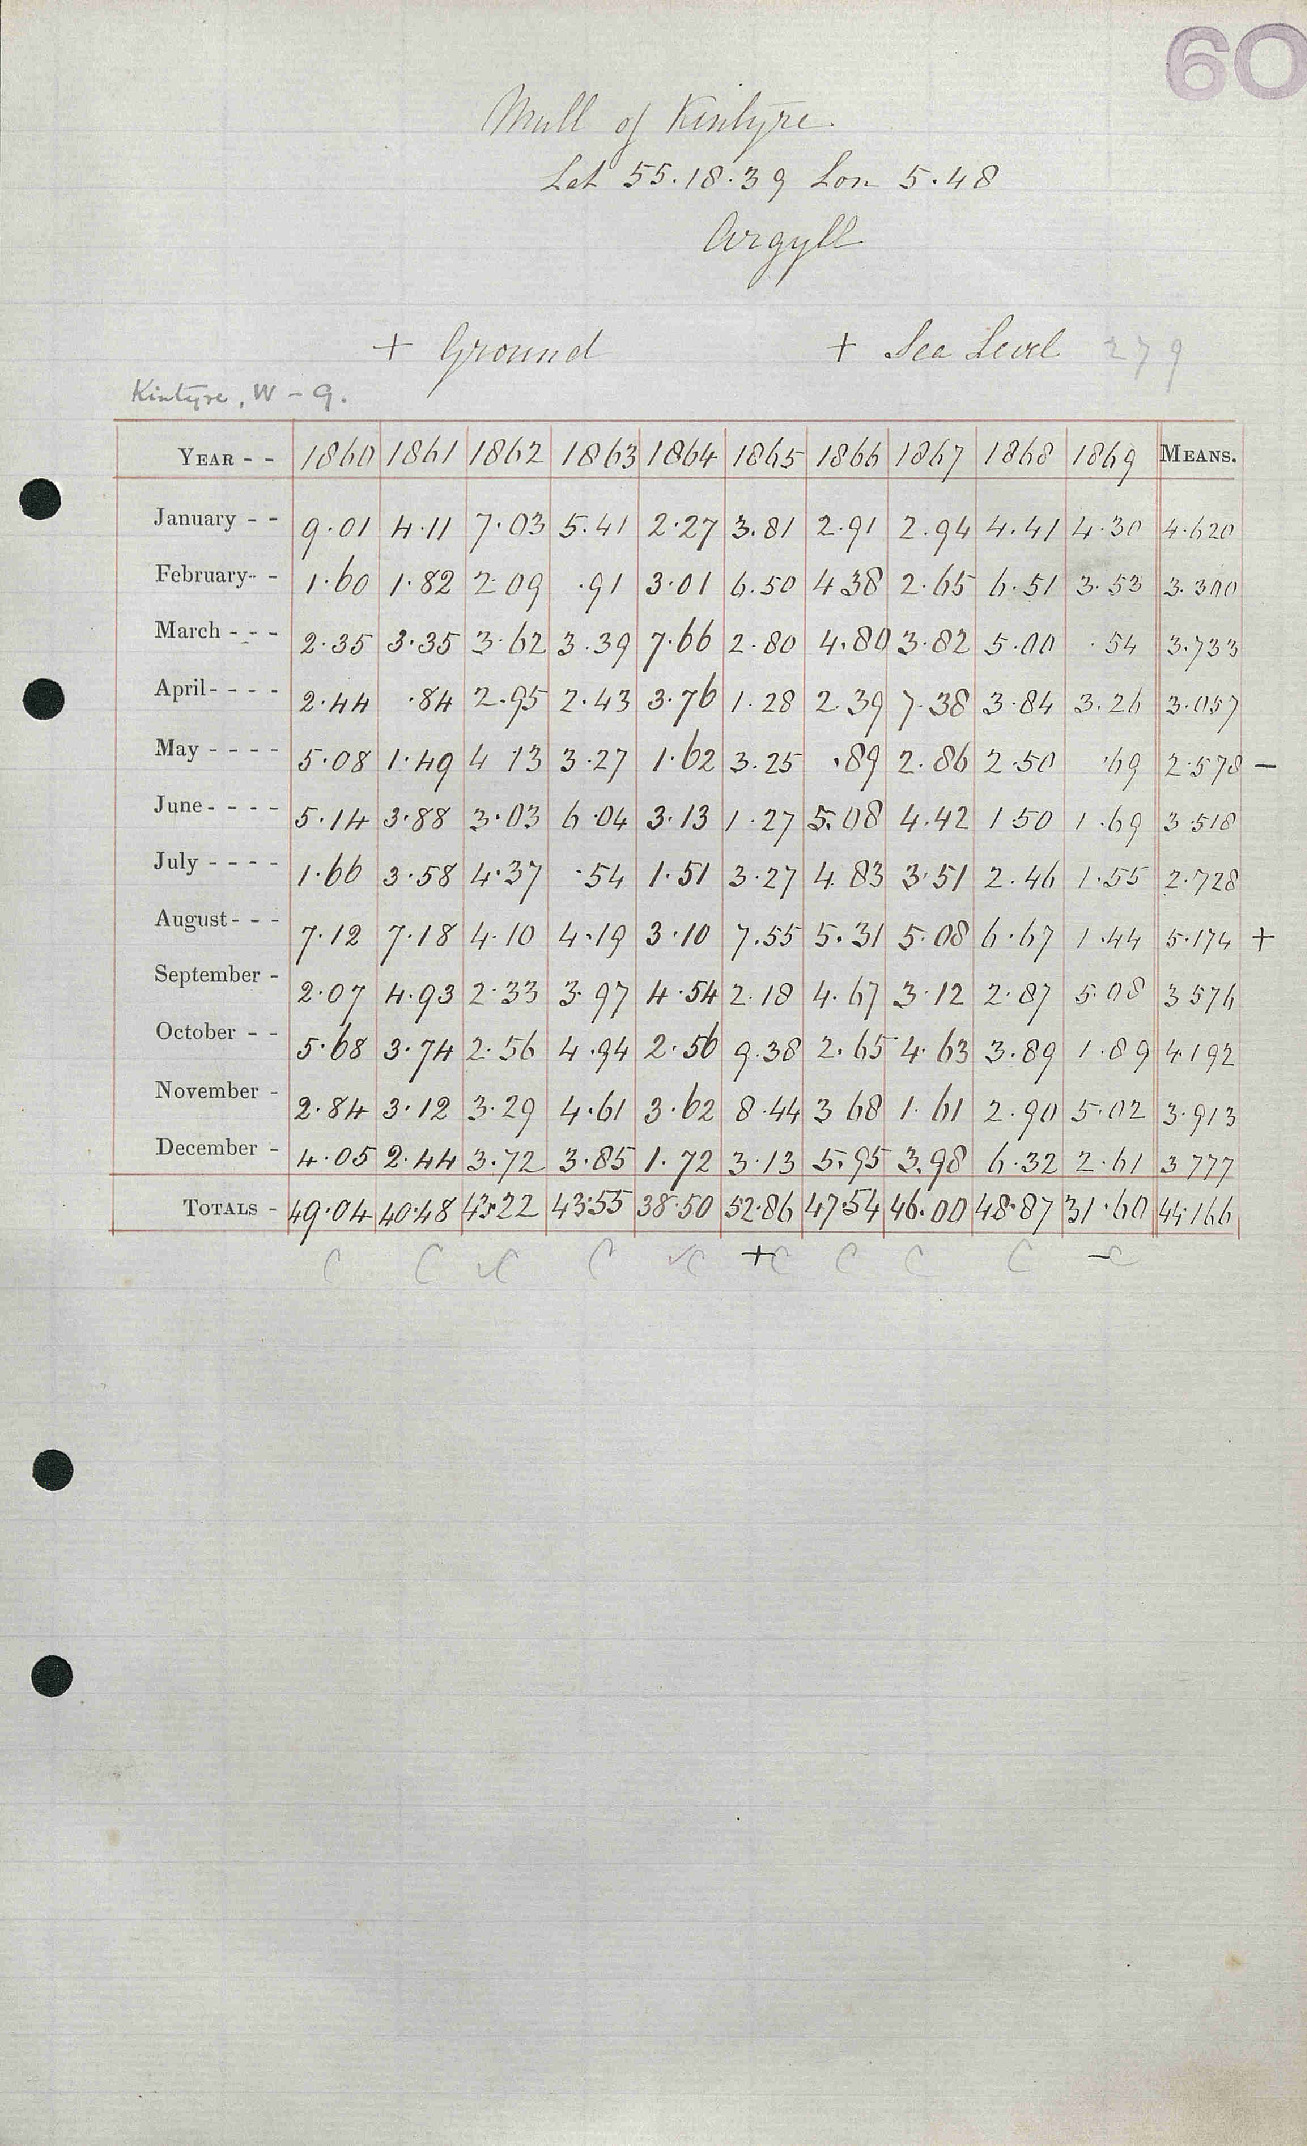 60
Mull of Kintyre
Lat 55.18.39 Lon 5.48
Argyll
+ Ground + Sea Level 279
Kintyre, W - 9.
YEAR - - 1860 1861 1862 1863 1864 1865 1866 1867 1868 1869 MEANS.
January - - 9.01 4.11 7.03 5.41 2.27 3.81 2.91 2.94 4.41 4.30 4.620
February - - 1.60 1.82 2.09 .91 3.01 6.50 4.38 2.65 6.51 3.53 3.300
March - - - 2.35 3.35 3.62 3.39 7.66 2.80 4.80 3.82 5.00 .54 3.733
April - - - - 2.44 .84 2.95 2.43 3.76 1.28 2.39 7.38 3.84 3.26 3.057
May - - - - 5.08 1.49 4.13 3.27 1.62 3.25 .89 2.86 2.50 .69 2.578 -
June - - - - 5.14 3.88 3.03 6.04 3.13 1.27 5.08 4.42 1.50 1.69 3.518
July - - - - 1.66 3.58 4.37 .54 1.51 3.27 4.83 3.51 2.46 1.55 2.728
August - - - 7.12 7.18 4.10 4.19 3.10 7.55 5.31 5.08 6.67 1.44 5.174 +
September - 2.07 4.93 2.33 3.97 4.54 2.18 4.67 3.12 2.87 5.08 3.576
October - - 5.68 3.74 2.56 4.94 2.56 9.38 2.65 4.63 3.89 1.89 4.192
November - 2.84 3.12 3.29 4.61 3.62 8.44 3.68 1.61 2.90 5.02 3.913
December - 4.05 2.44 3.72 3.85 1.72 3.13 5.95 3.98 6.32 2.61 3.777
TOTALS - 49.04 40.48 43.22 43.55 38.50 52.86 47.54 46.00 48.87 31.60 44.166
C C ✓C C ✓C +C C C C -C